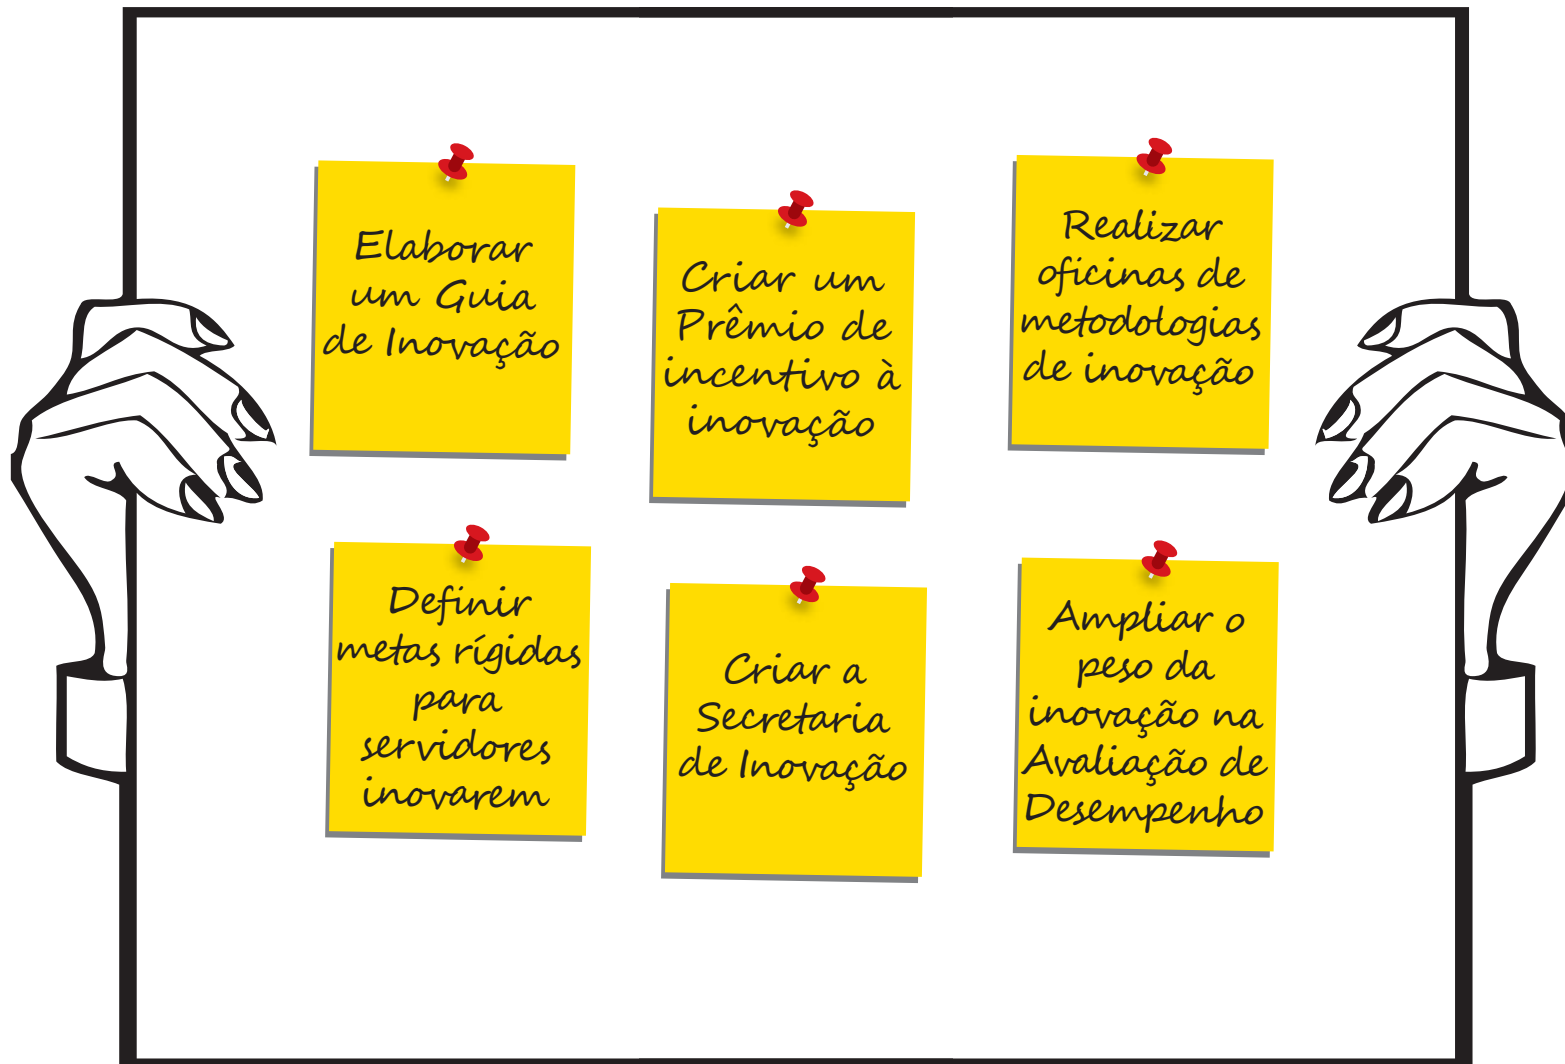 Elaborar
um Guia
de Inovação
Criar um
Prêmio de
incentivo à
inovação
Realizar
oficinas de
metodologias
de inovação
Definir
metas rígidas
para
servidores
inovarem
Criar a
Secretaria
de Inovação
Ampliar o
peso da
inovação na
Avaliação de
Desempenho